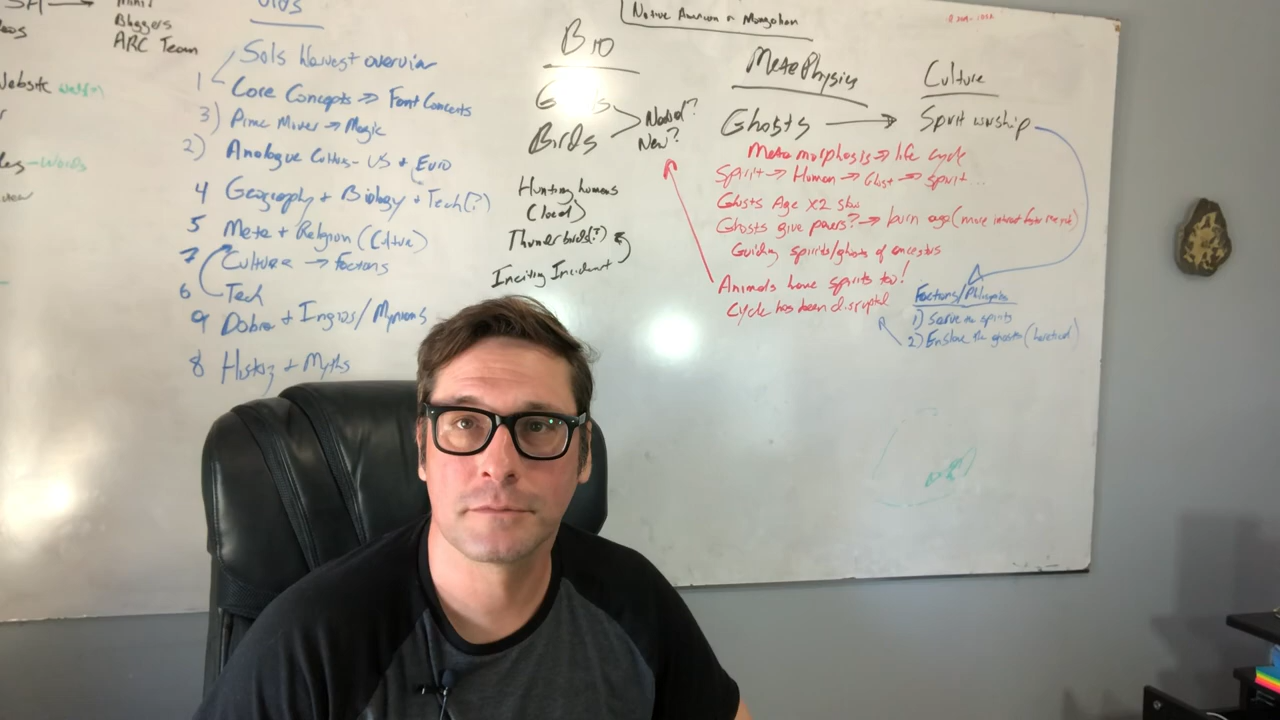 Bloggers
ARC Team
Website
Sols Harvest overview
1 Core Concepts => Font Concepts
3) Prime Mover -> Magic
2) Analogue Cultures - US + Euro
4 Geography + Biology + Tech(?)
5 Meta + Religion (Culture)
7 Culture -> Factions
6 Tech
9
8 History + Myths
Native American or Mongolian
Bio
Birds
Needed?
New?
Hunting humans
(Local)
Thunderbirds(?)
Inciting Incident
MetaPhysics
Ghosts
Culture
Spirit worship
Metamorphosis => life cycle
Spirit -> Human -> Ghost -> Spirit..
Ghosts Age x2 slow
Ghosts give powers? -> burn age (more interact faster
Guiding spirits/ghosts of ancestors
Animals have spirits too!
Cycle has been disrupted
Factions/
1) Serve the spirits
2) Enslave the ghosts (heretical)